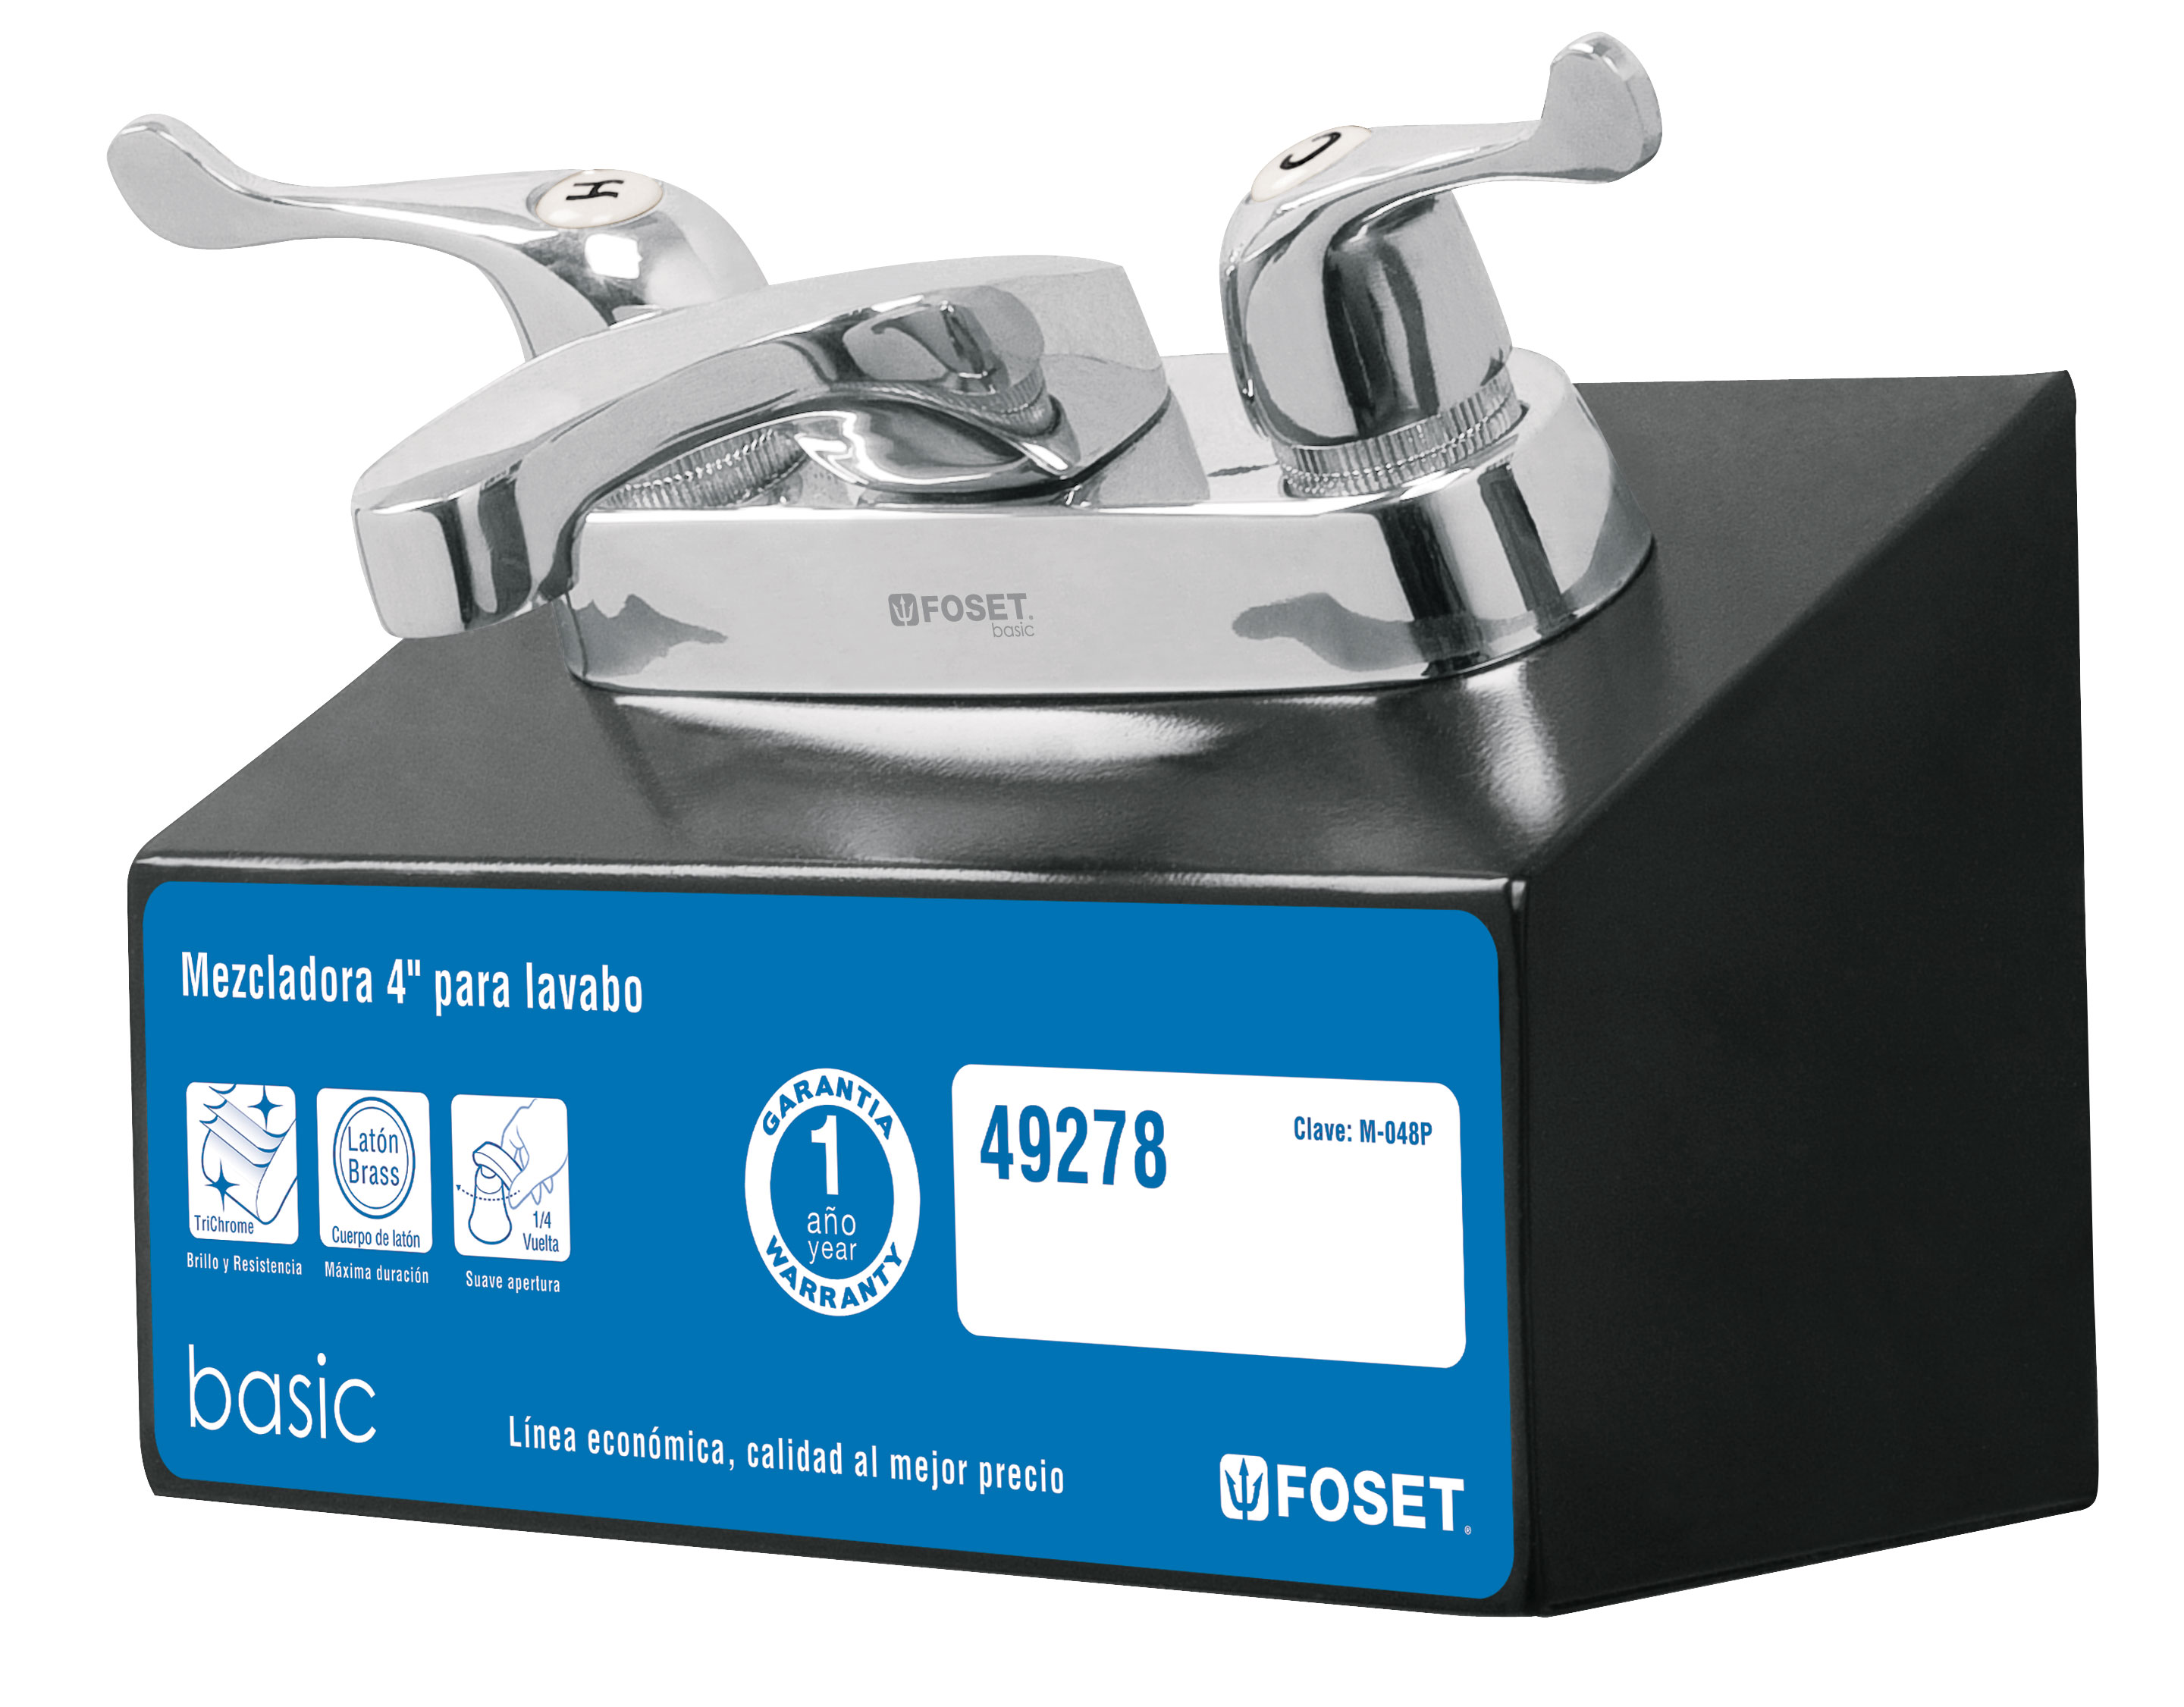 H
C
FOSET.
basic
Mezcladora 4" para lavabo
TriChrome
Brillo y Resistencia
Latón
Brass
Cuerpo de latón
Máxima duración
1/4
Vuelta
Suave apertura
GARANTIA
1
año
year
WARRANTY
49278
Clave: M-048P
basic
Línea económica, calidad al mejor precio
FOSET®